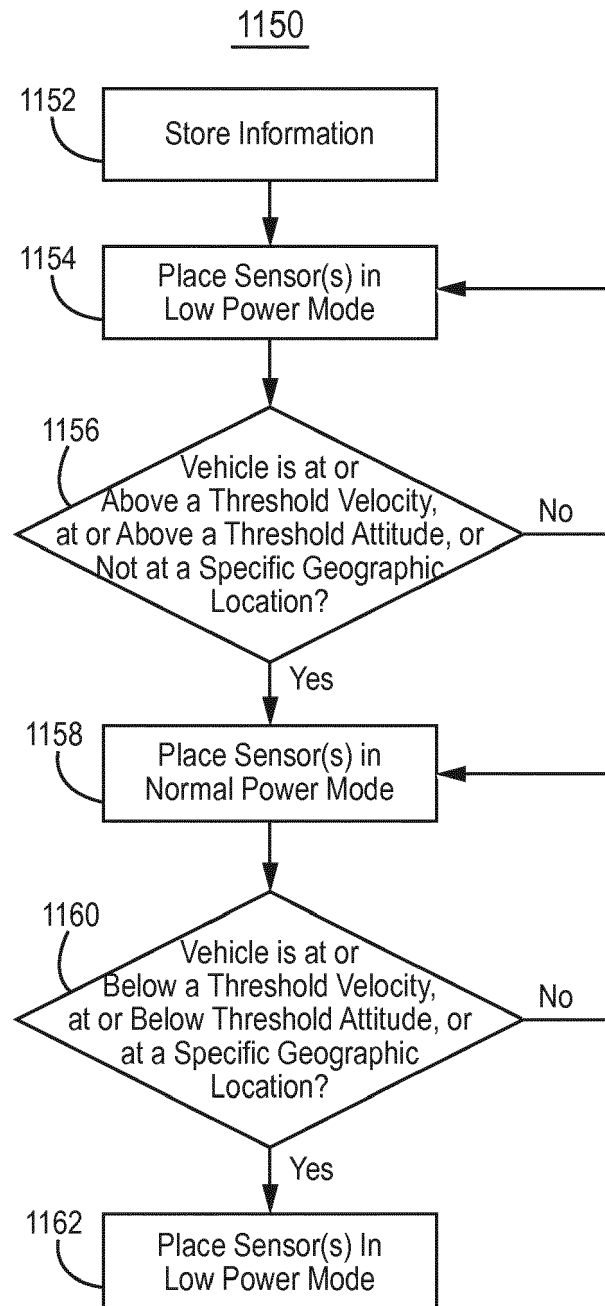 1150
1152
Store Information
1154
Place Sensor(s) in
Low Power Mode
1156
Vehicle is at or
Above a Threshold Velocity,
at or Above a Threshold Attitude, or
Not at a Specific Geographic
Location?
No
Yes
1158
Place Sensor(s) in
Normal Power Mode
1160
Vehicle is at or
Below a Threshold Velocity,
at or Below Threshold Attitude, or
at a Specific Geographic
Location?
No
Yes
1162
Place Sensor(s) In
Low Power Mode